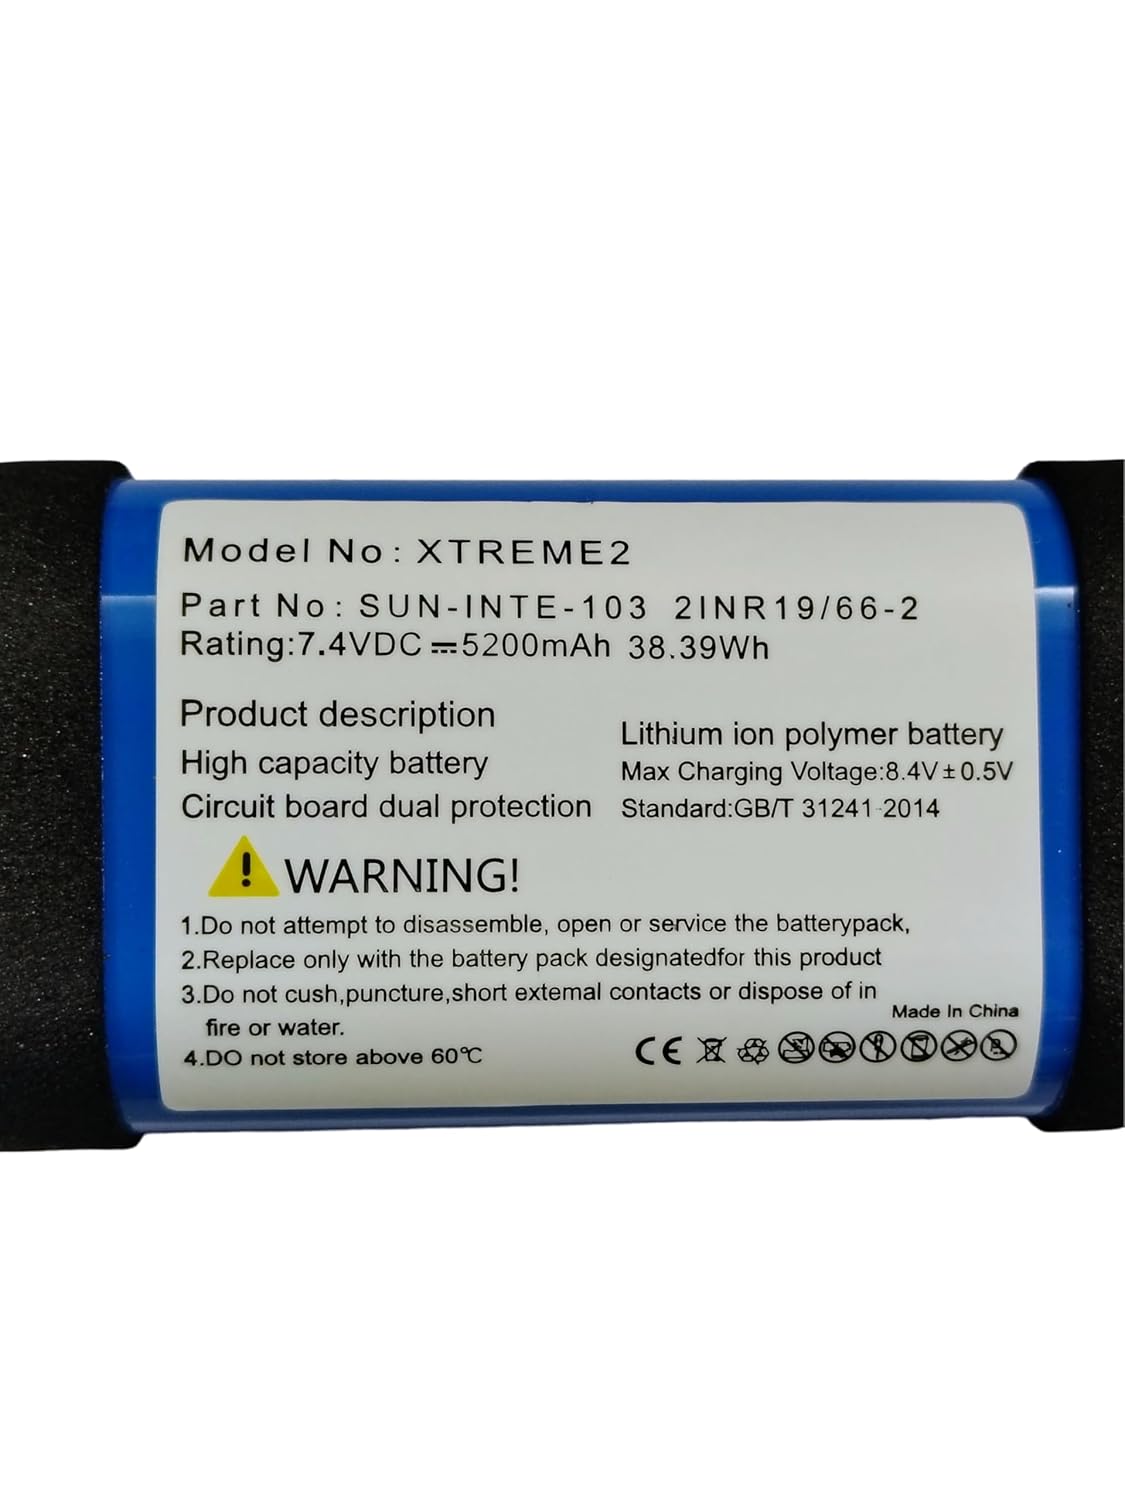 Model No: XTREME2
Part No: SUN-INTE-103 2INR19/66-2
Rating:7.4VDC ⎓5200mAh 38.39Wh
Product description
High capacity battery
Circuit board dual protection
Lithium ion polymer battery
Max Charging Voltage:8.4V±0.5V
Standard:GB/T 31241-2014
WARNING!
1.Do not attempt to disassemble, open or service the batterypack,
2.Replace only with the battery pack designatedfor this product
3.Do not cush,puncture,short extemal contacts or dispose of in
fire or water.
4.DO not store above 60℃
Made In China
CE